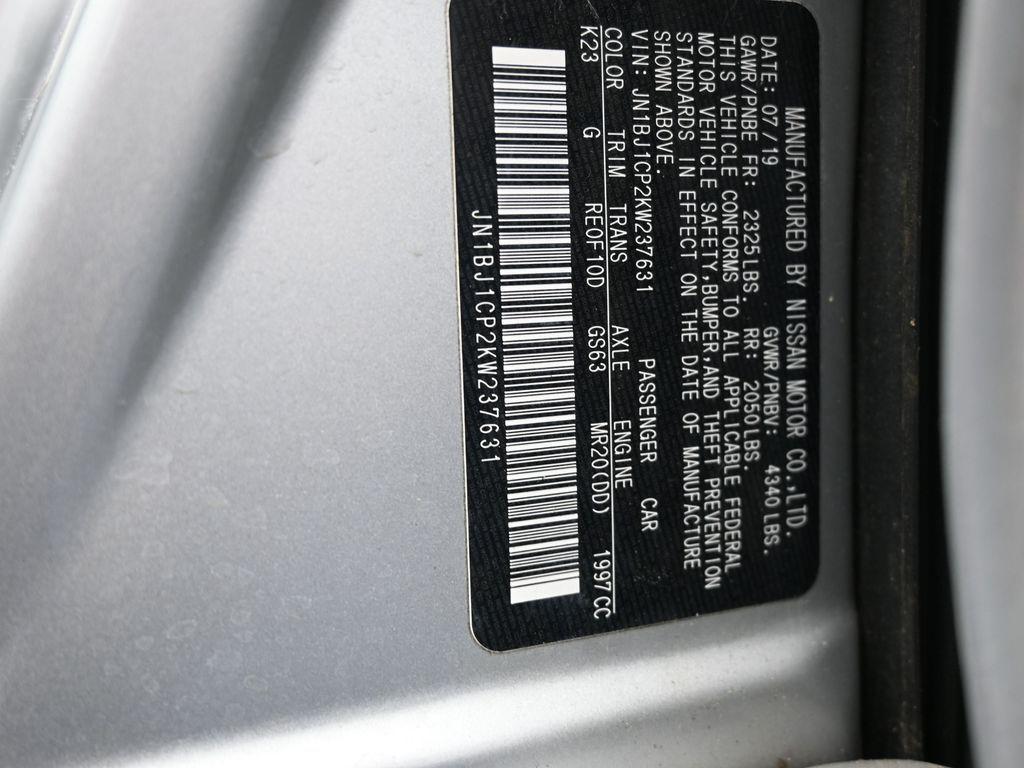 MANUFACTURED BY NISSAN MOTOR CO.,LTD.
DATE: 07/19 GVWR/PNBV: 4340LBS.
GAWR/PNBE FR: 2325LBS. RR: 2050LBS.
THIS VEHICLE CONFORMS TO ALL APPLICABLE FEDERAL
MOTOR VEHICLE SAFETY,BUMPER,AND THEFT PREVENTION
STANDARDS IN EFFECT ON THE DATE OF MANUFACTURE
SHOWN ABOVE.
VIN: JN1BJ1CP2KW237631 PASSENGER CAR
COLOR TRIM TRANS AXLE ENGINE
K23 G RE0F10D GS63 MR20(DD) 1997CC
JN1BJ1CP2KW237631